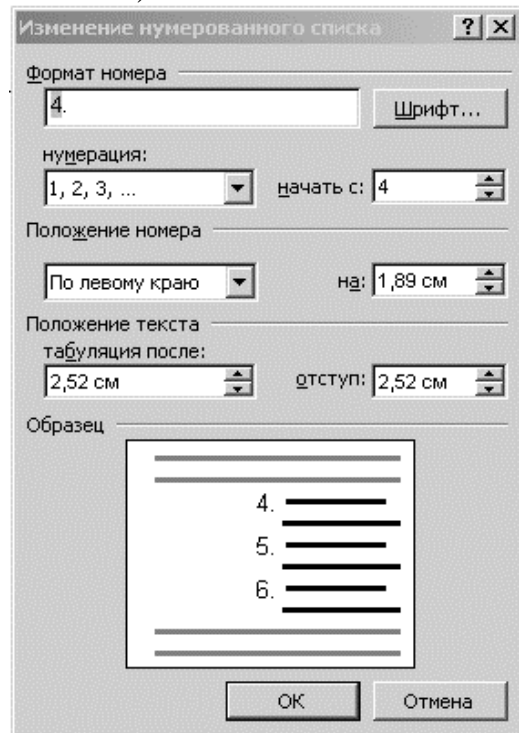 Изменение нумерованного списка
Формат номера
4.
Шрифт...
нумерация:
1, 2, 3, ...
начать с: 4
Положение номера
По левому краю
на: 1,89 см
Положение текста
табуляция после:
2,52 см
отступ: 2,52 см
Образец
4.
5.
6.
ОК
Отмена